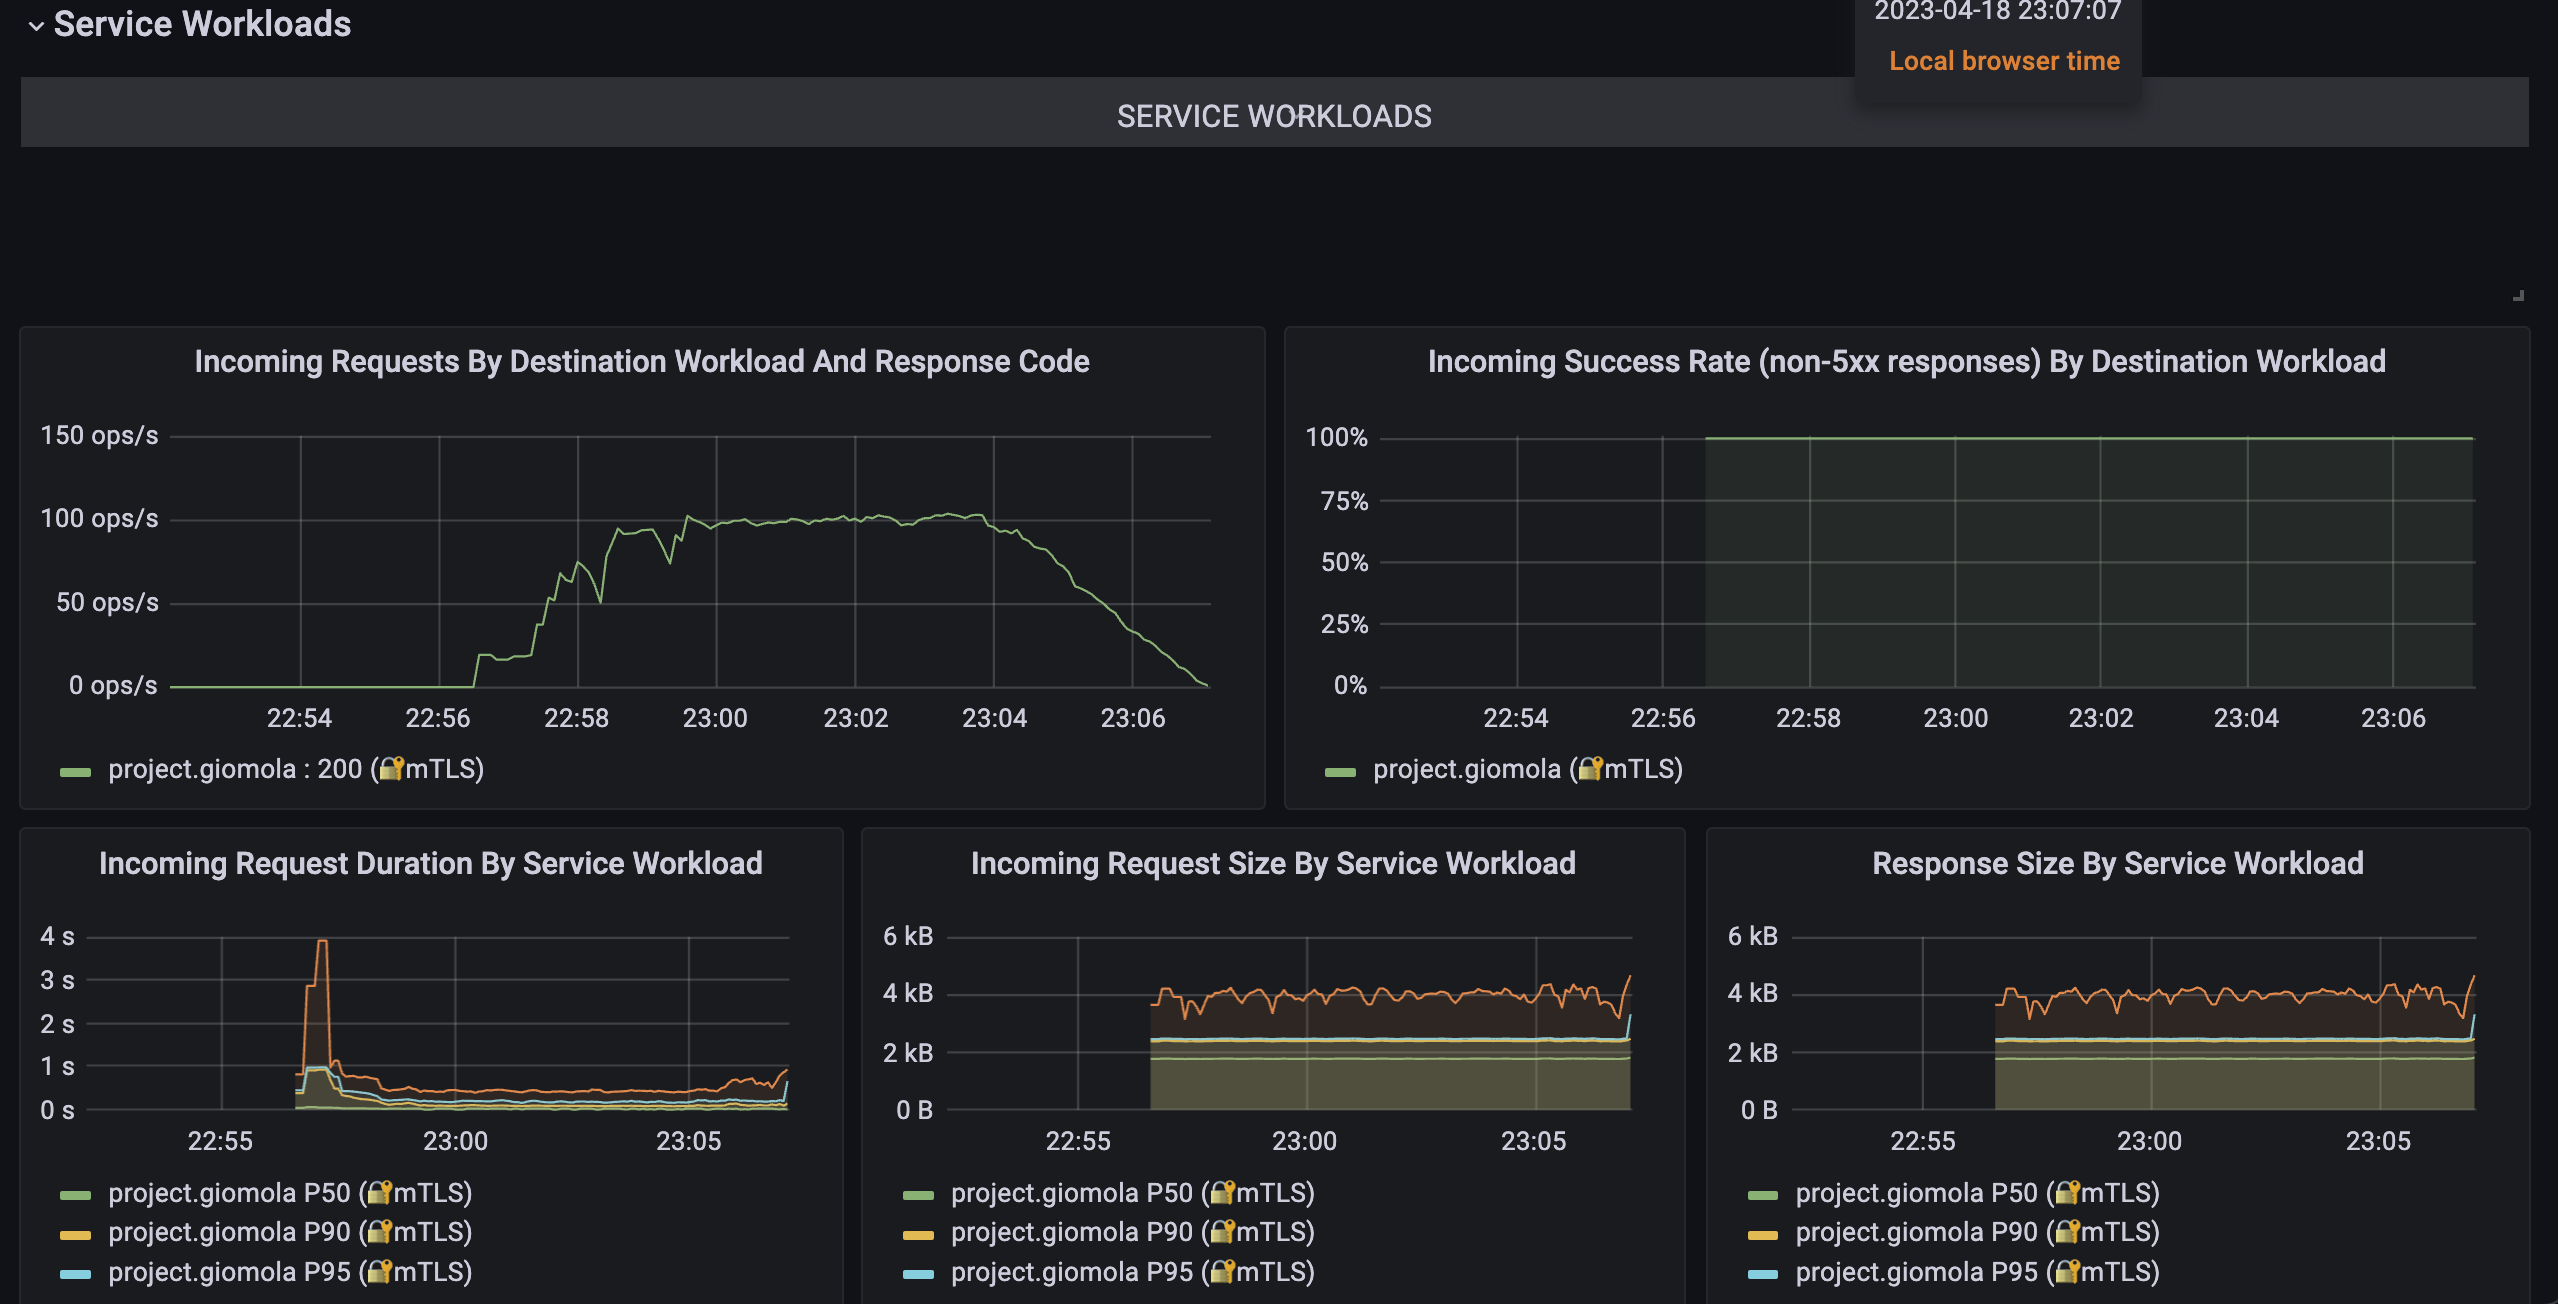 2023-04-18 23:07:07
Local browser time
Service Workloads
SERVICE WORKLOADS
Incoming Requests By Destination Workload And Response Code
150 ops/s
100 ops/s
50 ops/s
0 ops/s
22:54 22:56 22:58 23:00 23:02 23:04 23:06
project.giomola : 200 (🔐mTLS)
Incoming Success Rate (non-5xx responses) By Destination Workload
100%
75%
50%
25%
0%
22:54 22:56 22:58 23:00 23:02 23:04 23:06
project.giomola (🔐mTLS)
Incoming Request Duration By Service Workload
4 s
3 s
2 s
1 s
0 s
22:55 23:00 23:05
project.giomola P50 (🔐mTLS)
project.giomola P90 (🔐mTLS)
project.giomola P95 (🔐mTLS)
Incoming Request Size By Service Workload
6 kB
4 kB
2 kB
0 B
22:55 23:00 23:05
project.giomola P50 (🔐mTLS)
project.giomola P90 (🔐mTLS)
project.giomola P95 (🔐mTLS)
Response Size By Service Workload
6 kB
4 kB
2 kB
0 B
22:55 23:00 23:05
project.giomola P50 (🔐mTLS)
project.giomola P90 (🔐mTLS)
project.giomola P95 (🔐mTLS)